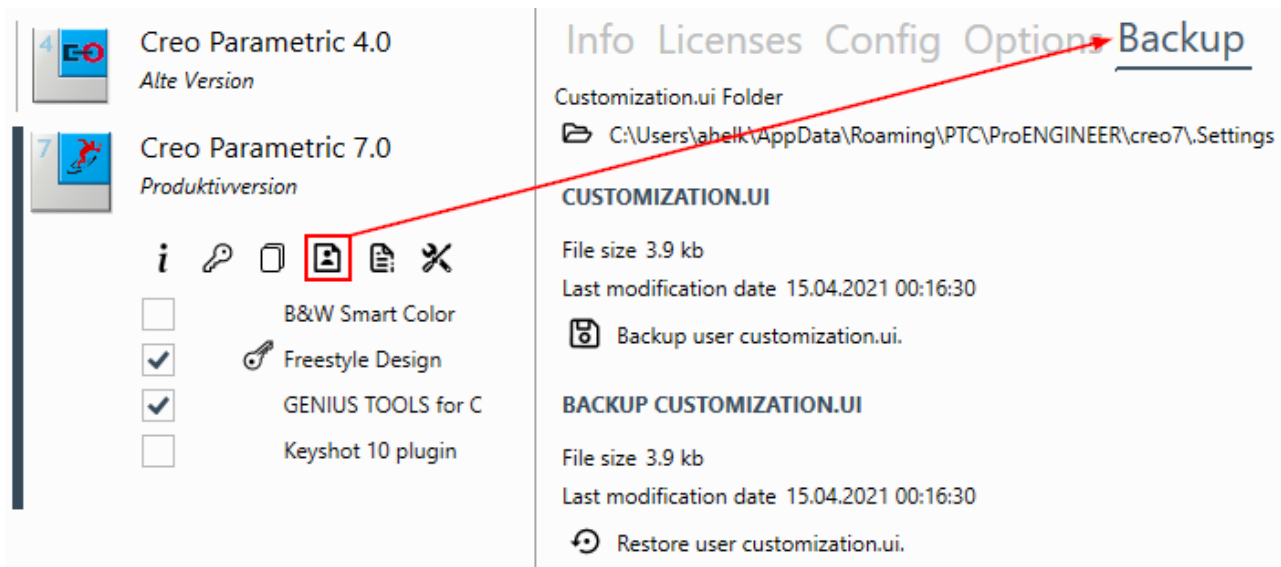 4
Creo Parametric 4.0
Alte Version
7
Creo Parametric 7.0
Produktivversion
i
B&W Smart Color
Freestyle Design
GENIUS TOOLS for C
Keyshot 10 plugin
Info Licenses Config Options Backup
Customization.ui Folder
C:\Users\abelk\AppData\Roaming\PTC\ProENGINEER\creo7\.Settings
CUSTOMIZATION.UI
File size 3.9 kb
Last modification date 15.04.2021 00:16:30
Backup user customization.ui.
BACKUP CUSTOMIZATION.UI
File size 3.9 kb
Last modification date 15.04.2021 00:16:30
Restore user customization.ui.